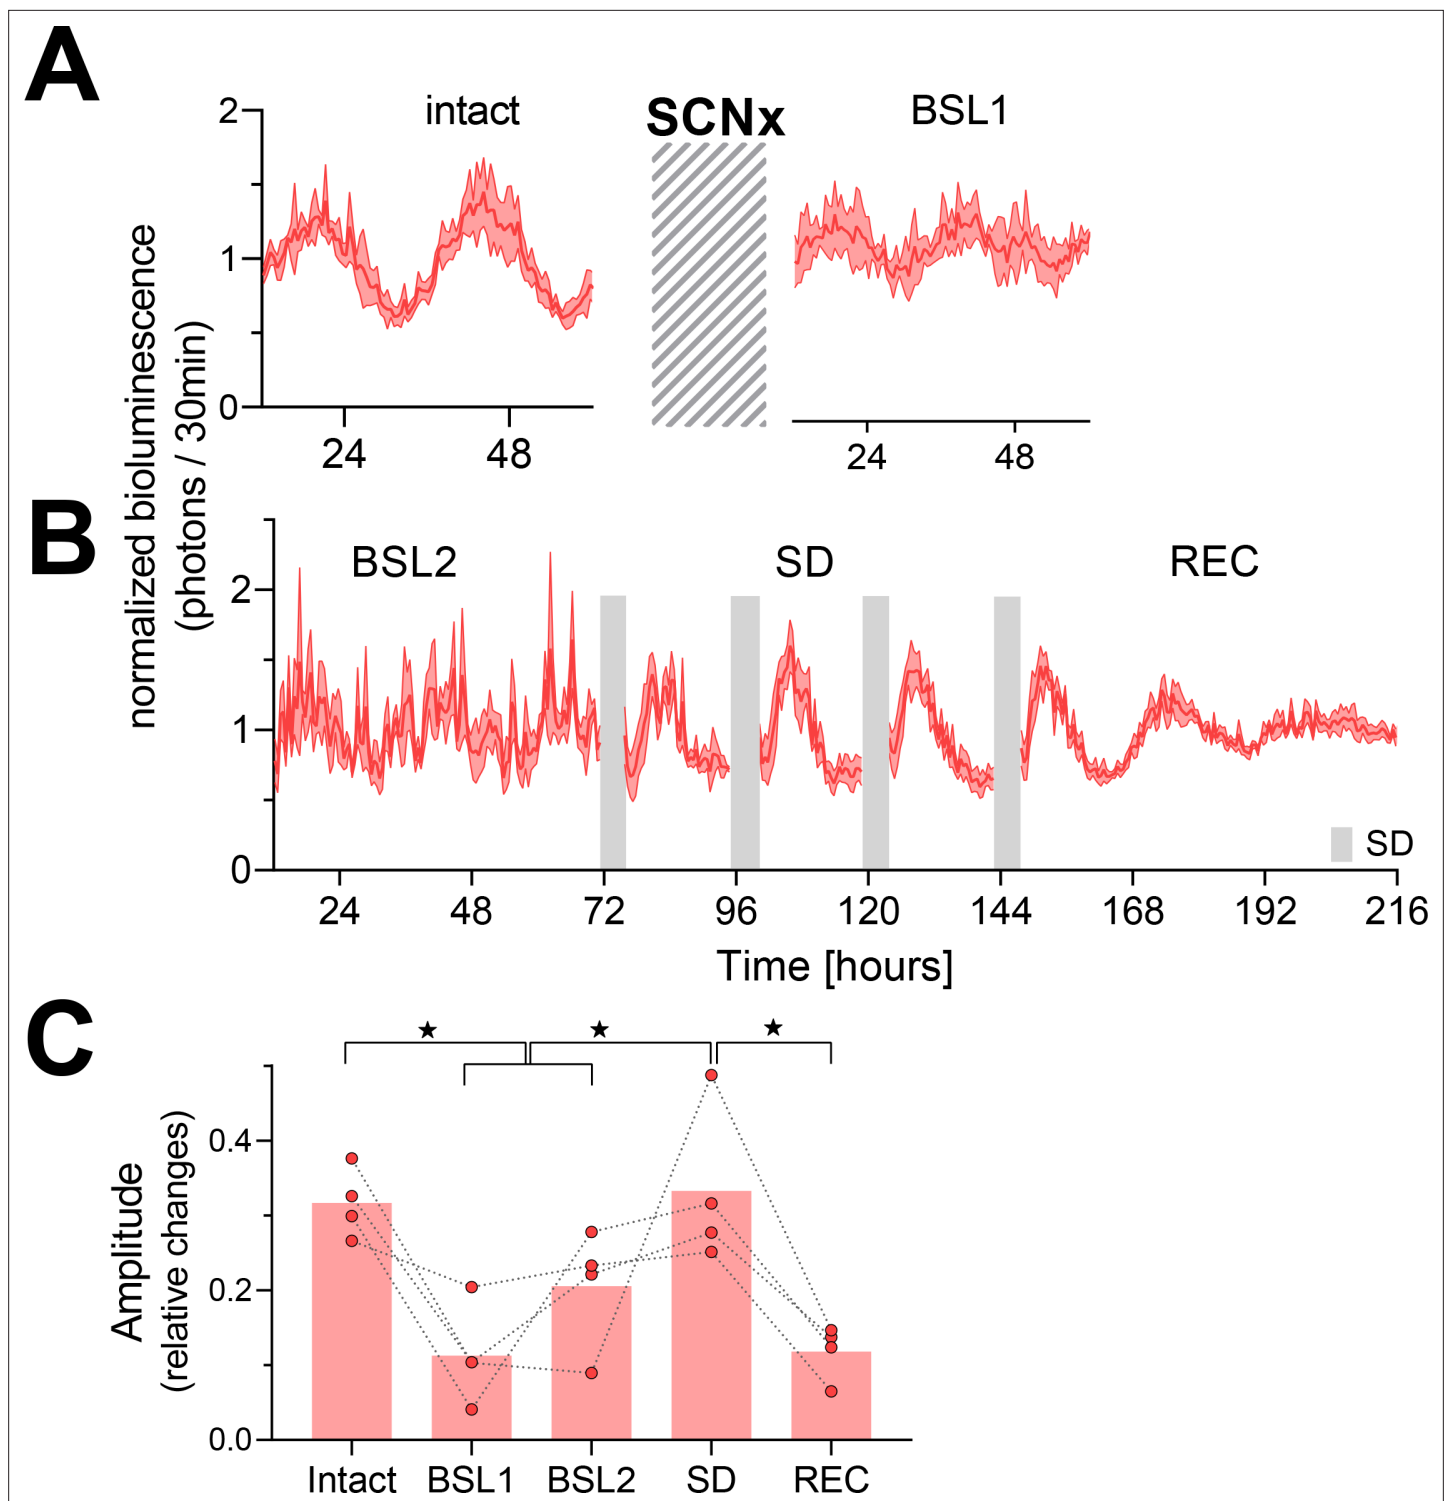 A
intact
SCNx
BSL1
2
1
0
24
48
24
48
normalized bioluminescence
(photons / 30min)
B
BSL2
SD
REC
2
1
0
SD
24
48
72
96
120
144
168
192
216
Time [hours]
C
★
★
★
Amplitude
(relative changes)
0.4
0.2
0.0
Intact
BSL1
BSL2
SD
REC